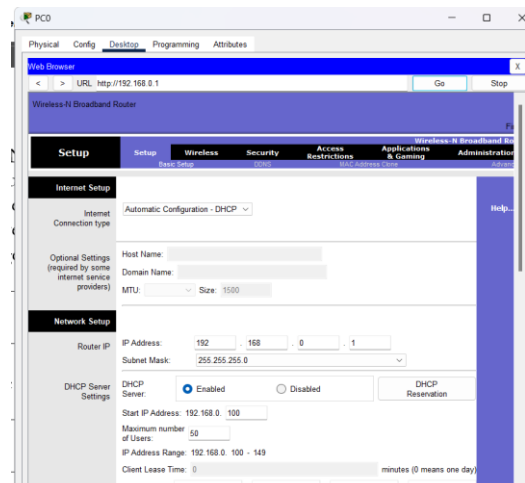 PC0
Physical Config Desktop Programming Attributes
Web Browser X
< > URL http://192.168.0.1 Go Stop
Wireless-N Broadband Router
Wireless-N Broadband Ro
Setup Setup Wireless Security Access Restrictions Applications & Gaming Administration
Basic Setup DDNS MAC Address Clone Advanc
Internet Setup
Internet Connection type Automatic Configuration - DHCP Help...
Optional Settings (required by some internet service providers)
Host Name:
Domain Name:
MTU: Size: 1500
Network Setup
Router IP
IP Address: 192 . 168 . 0 . 1
Subnet Mask: 255.255.255.0
DHCP Server Settings
DHCP Server: Enabled Disabled DHCP Reservation
Start IP Address: 192.168.0. 100
Maximum number of Users: 50
IP Address Range: 192.168.0. 100 - 149
Client Lease Time: 0 minutes (0 means one day)